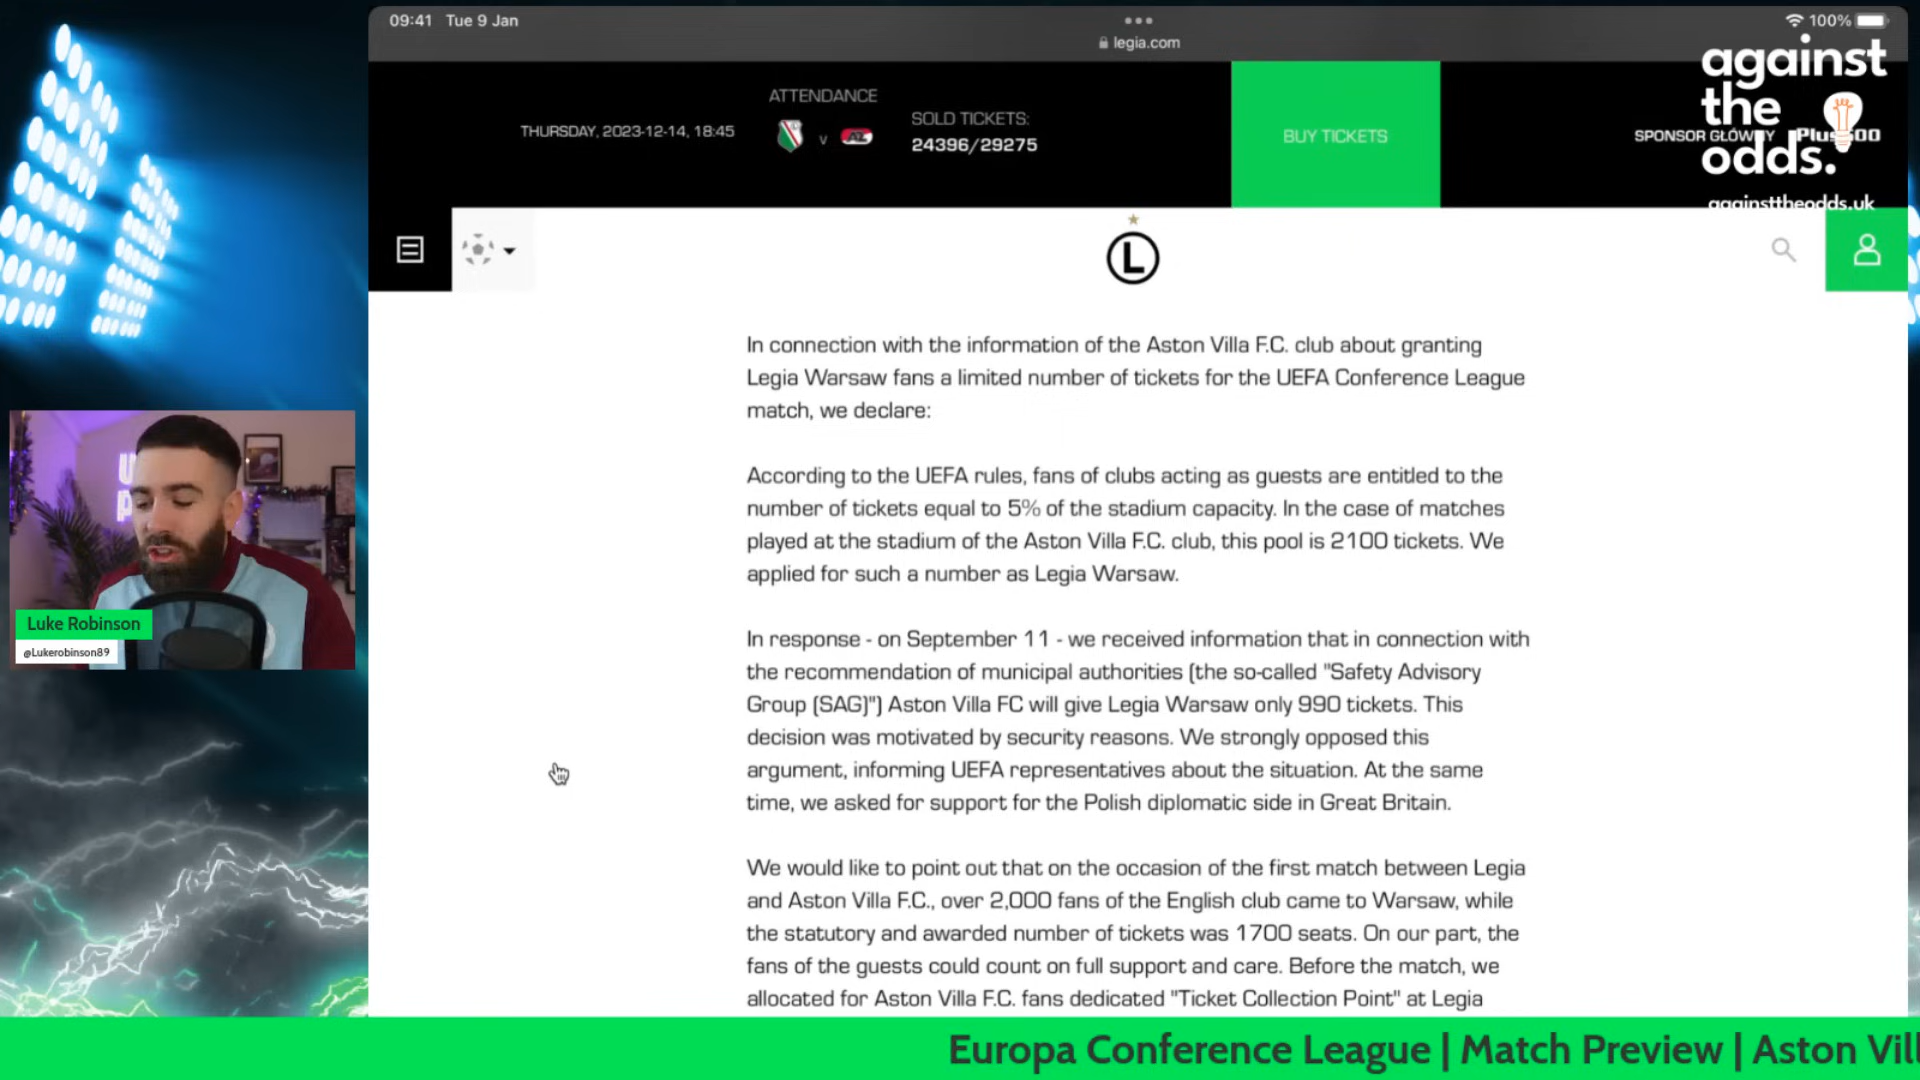 09:41 Tue 9 Jan
100%
legia.com
against
the
odds.
againsttheodds.uk
THURSDAY, 2023-12-14, 18:45
ATTENDANCE
v
AZ
SOLD TICKETS:
24396/29275
BUY TICKETS
SPONSOR GŁÓWNY
L
In connection with the information of the Aston Villa F.C. club about granting
Legia Warsaw fans a limited number of tickets for the UEFA Conference League
match, we declare:
According to the UEFA rules, fans of clubs acting as guests are entitled to the
number of tickets equal to 5% of the stadium capacity. In the case of matches
played at the stadium of the Aston Villa F.C. club, this pool is 2100 tickets. We
applied for such a number as Legia Warsaw.
In response - on September 11 - we received information that in connection with
the recommendation of municipal authorities (the so-called "Safety Advisory
Group (SAG)") Aston Villa FC will give Legia Warsaw only 990 tickets. This
decision was motivated by security reasons. We strongly opposed this
argument, informing UEFA representatives about the situation. At the same
time, we asked for support for the Polish diplomatic side in Great Britain.
We would like to point out that on the occasion of the first match between Legia
and Aston Villa F.C., over 2,000 fans of the English club came to Warsaw, while
the statutory and awarded number of tickets was 1700 seats. On our part, the
fans of the guests could count on full support and care. Before the match, we
allocated for Aston Villa F.C. fans dedicated "Ticket Collection Point" at Legia
Luke Robinson
@Lukerobinson89
Europa Conference League | Match Preview | Aston Vill